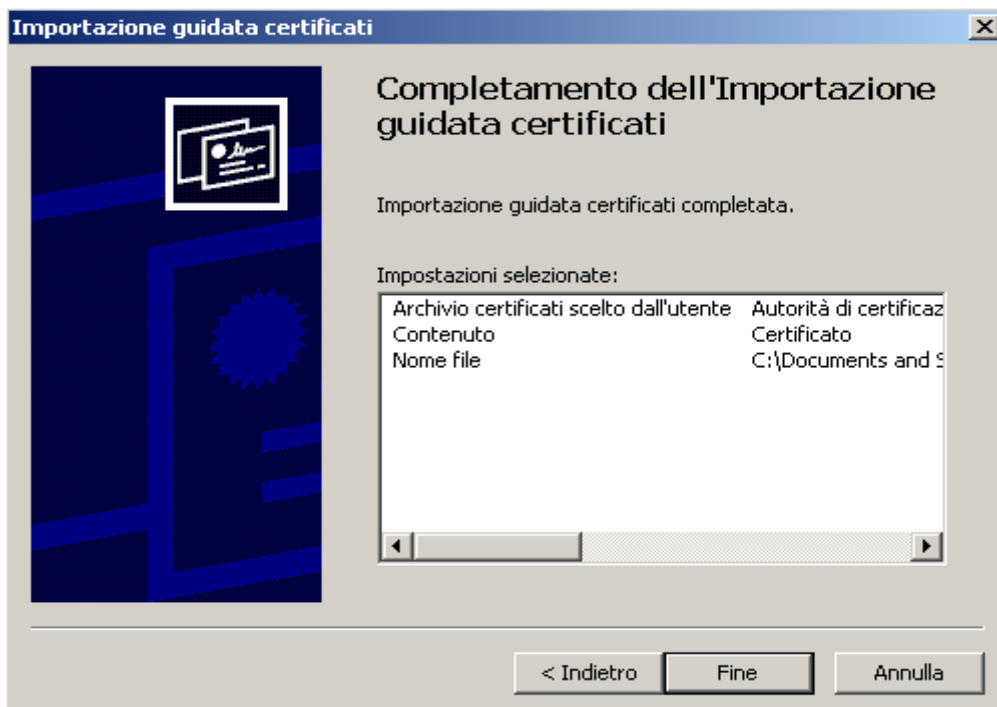 Importazione guidata certificati
Completamento dell'Importazione
guidata certificati
Importazione guidata certificati completata.
Impostazioni selezionate:
Archivio certificati scelto dall'utente Autorità di certificaz
Contenuto Certificato
Nome file C:\Documents and S
< Indietro Fine Annulla